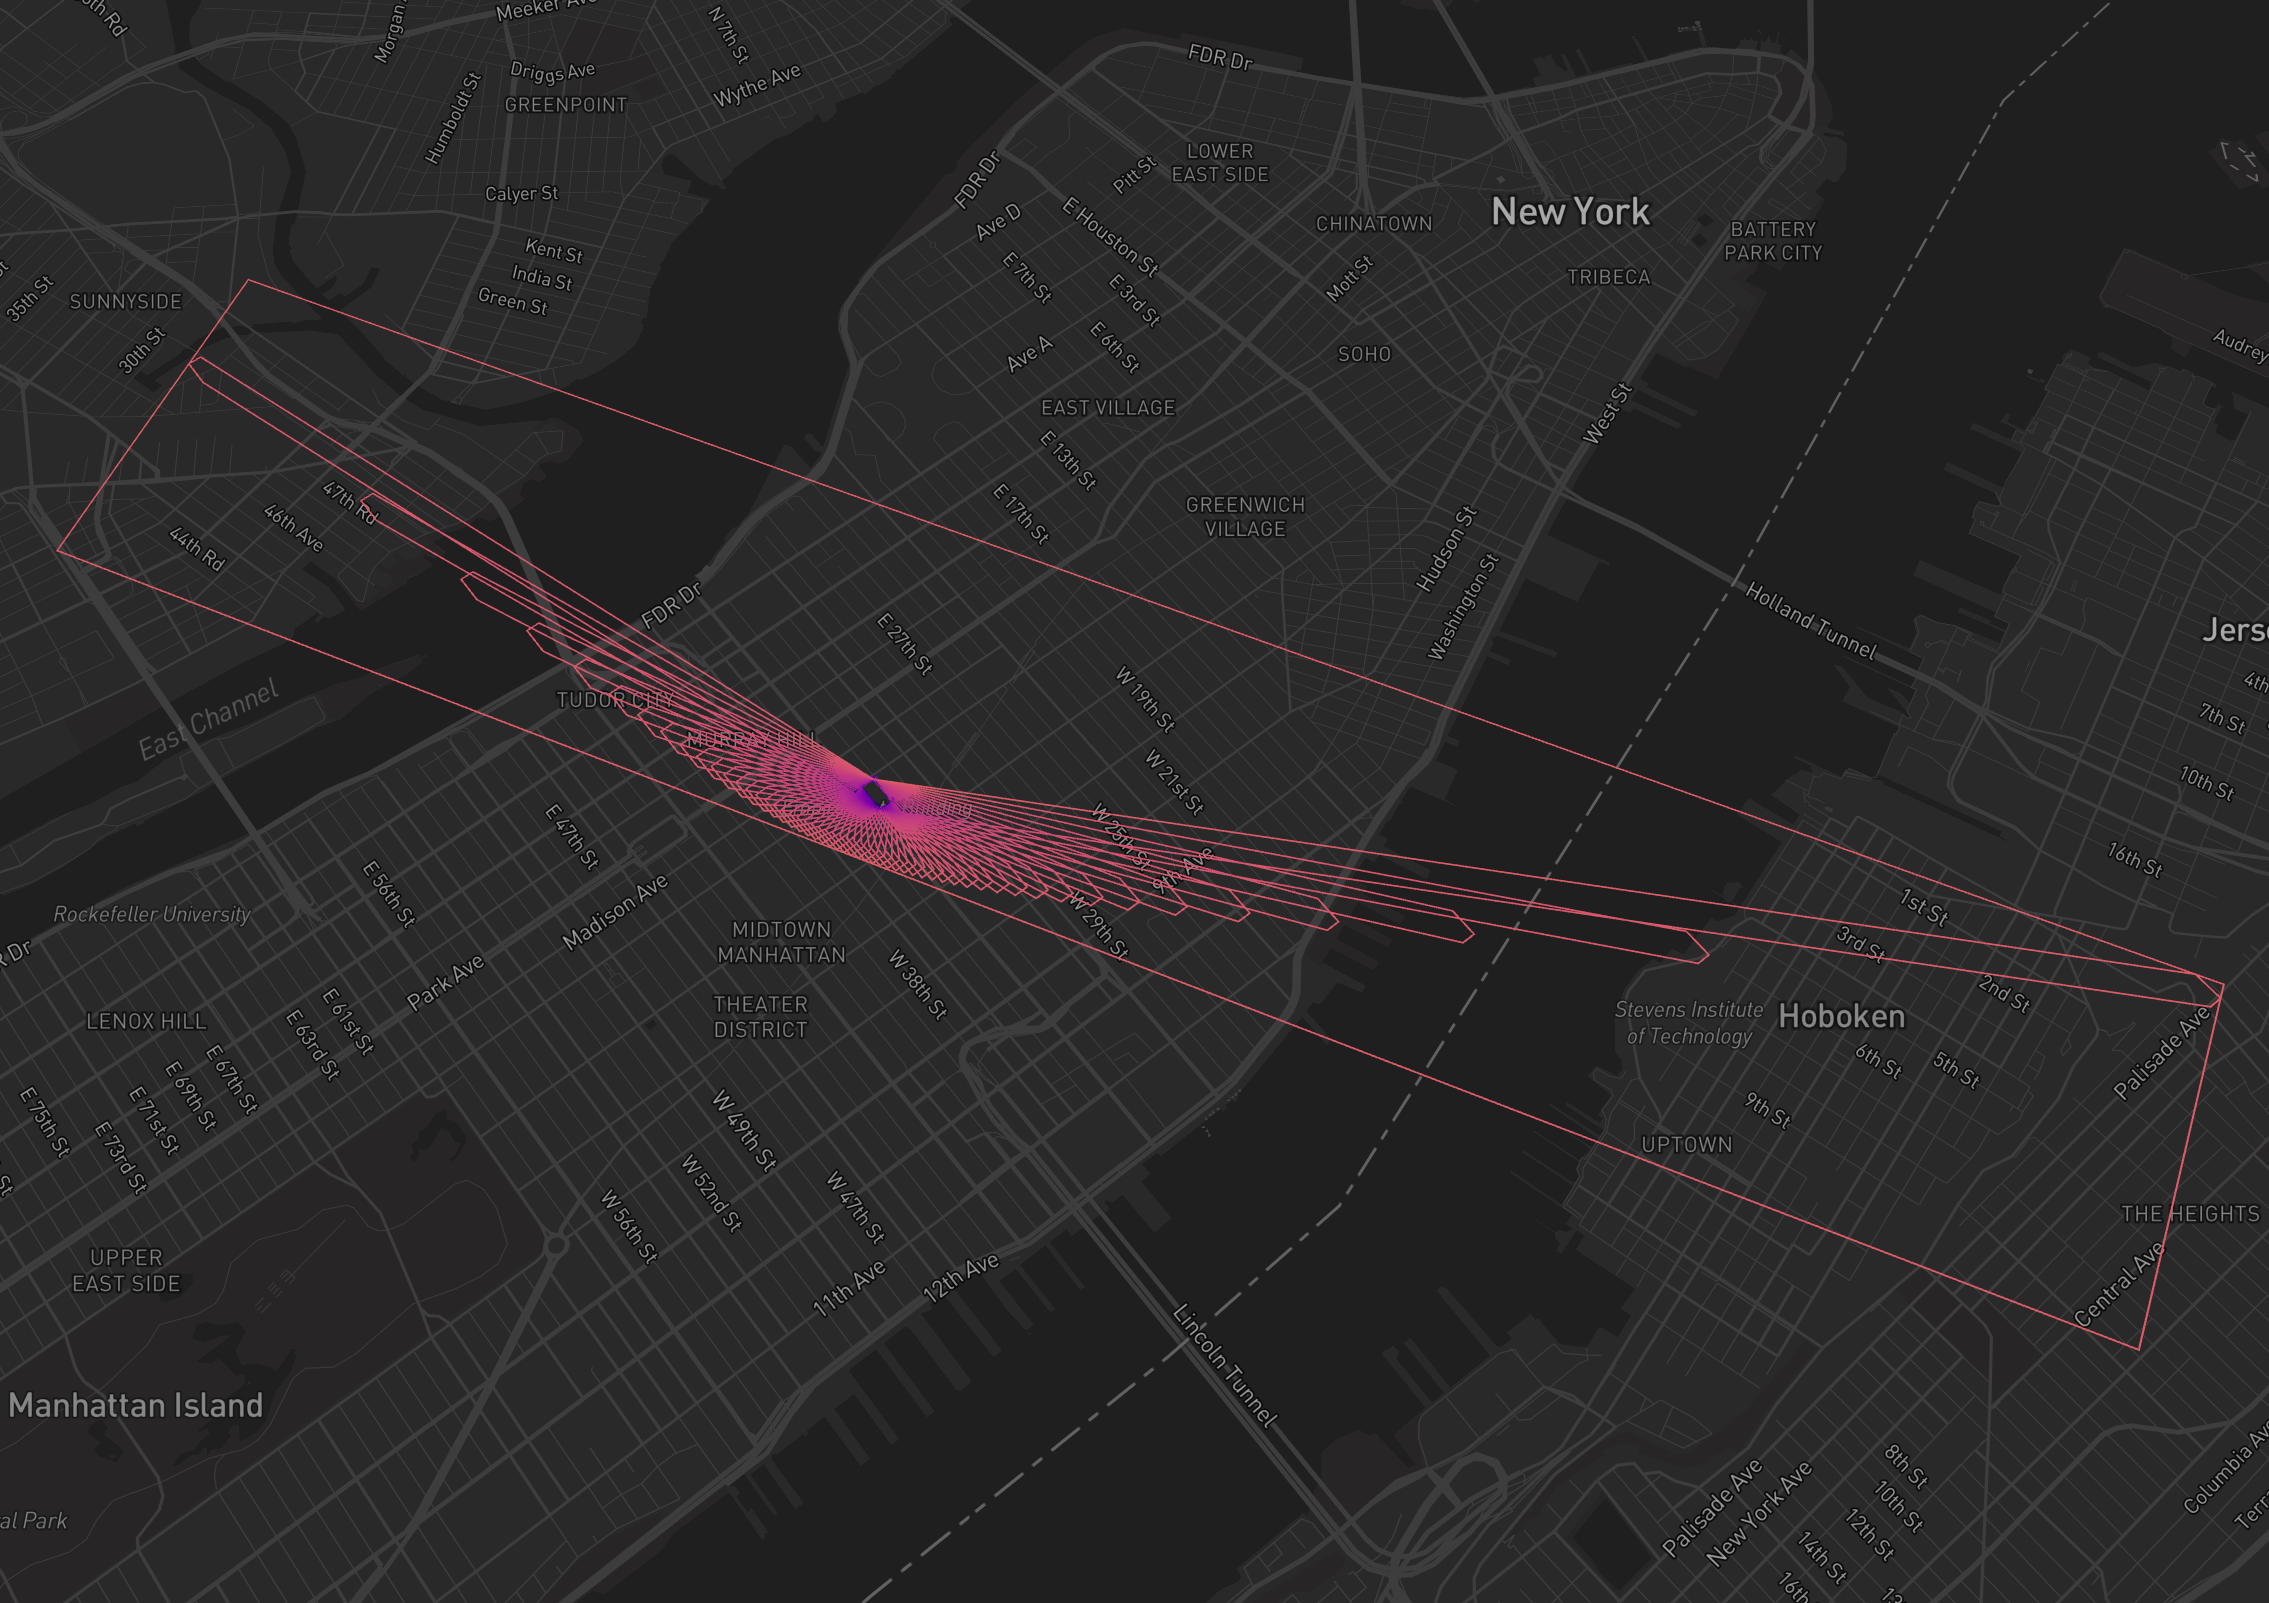 Meeker Ave
Morgan
N 7th St
Driggs Ave
Wythe Ave
GREENPOINT
Humboldt St
Calyer St
Kent St
India St
Green St
35th St
SUNNYSIDE
30th St
FDR Dr
FDR Dr
Pitt St
LOWER
EAST SIDE
Ave D
E Houston St
CHINATOWN
New York
BATTERY
PARK CITY
TRIBECA
E 7th St
E 3rd St
Mott St
E 6th St
Ave A
SOHO
Audrey
EAST VILLAGE
West St
E 13th St
E 17th St
GREENWICH
VILLAGE
Hudson St
Washington St
Holland Tunnel
47th Rd
46th Ave
44th Rd
FDR Dr
E 27th St
W 19th St
East Channel
TUDOR CITY
MURRAY HILL
W 21st St
W 25th St
9th Ave
W 29th St
7th St
10th St
16th St
E 47th St
E 56th St
Rockefeller University
Madison Ave
Park Ave
MIDTOWN
MANHATTAN
W 38th St
THEATER
DISTRICT
1st St
3rd St
2nd St
Stevens Institute
of Technology
Hoboken
Palisade Ave
6th St
5th St
9th St
UPTOWN
LENOX HILL
E 61st St
E 63rd St
E 67th St
E 69th St
E 71st St
E 73rd St
E 75th St
W 49th St
W 52nd St
W 47th St
W 56th St
11th Ave
12th Ave
THE HEIGHTS
Central Ave
UPPER
EAST SIDE
Lincoln Tunnel
Manhattan Island
al Park
Palisade Ave
New York Ave
8th St
10th St
12th St
14th St
16th
Columbia Ave